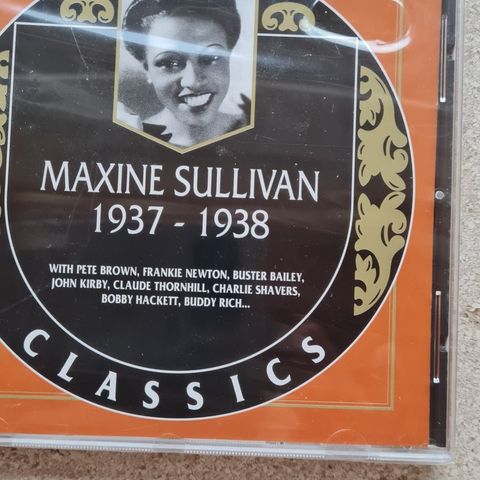 MAXINE SULLIVAN
1937 - 1938
WITH PETE BROWN, FRANKIE NEWTON, BUSTER BAILEY,
JOHN KIRBY, CLAUDE THORNHILL, CHARLIE SHAVERS,
BOBBY HACKETT, BUDDY RICH...
CLASSICS